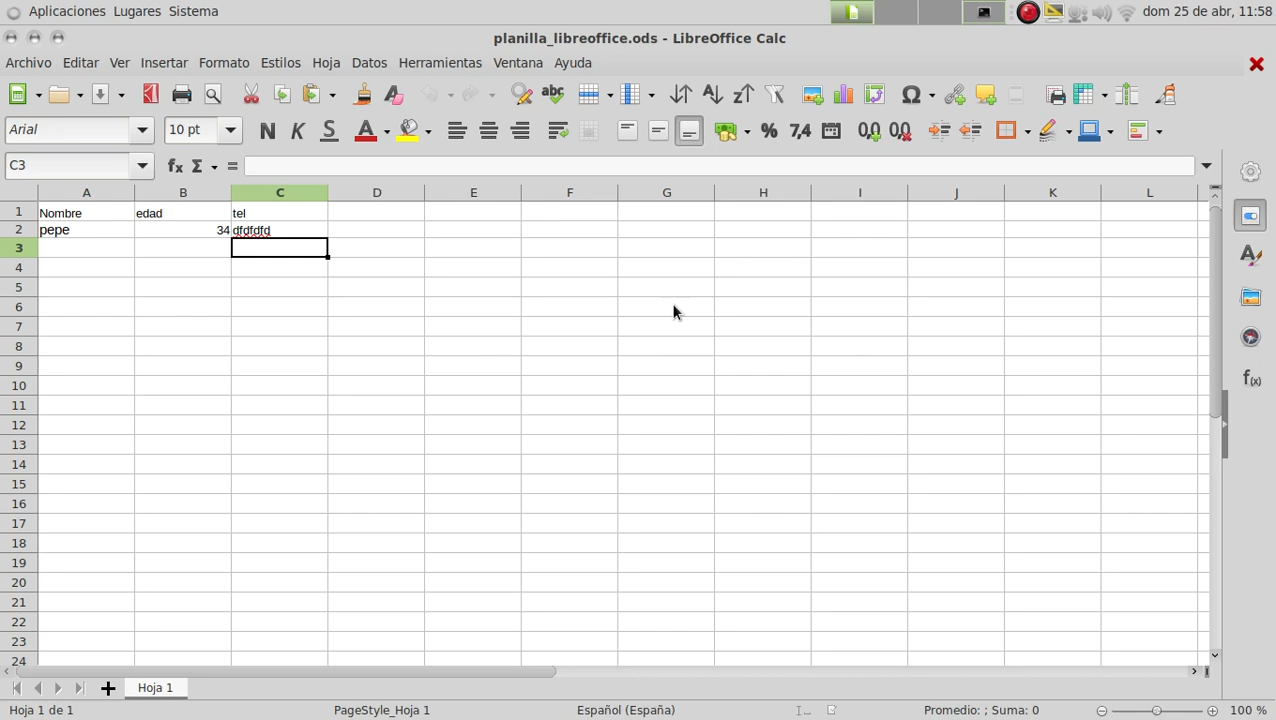 Aplicaciones Lugares Sistema
dom 25 de abr, 11:58
planilla_libreoffice.ods - LibreOffice Calc
Archivo Editar Ver Insertar Formato Estilos Hoja Datos Herramientas Ventana Ayuda
Arial 10 pt N K S A % 7,4
C3 fx Σ =
A B C D E F G H I J K L
1 Nombre edad tel
2 pepe 34 dfdfdfd
3
4
5
6
7
8
9
10
11
12
13
14
15
16
17
18
19
20
21
22
23
24
Hoja 1
Hoja 1 de 1 PageStyle_Hoja 1 Español (España) Promedio: ; Suma: 0 100 %